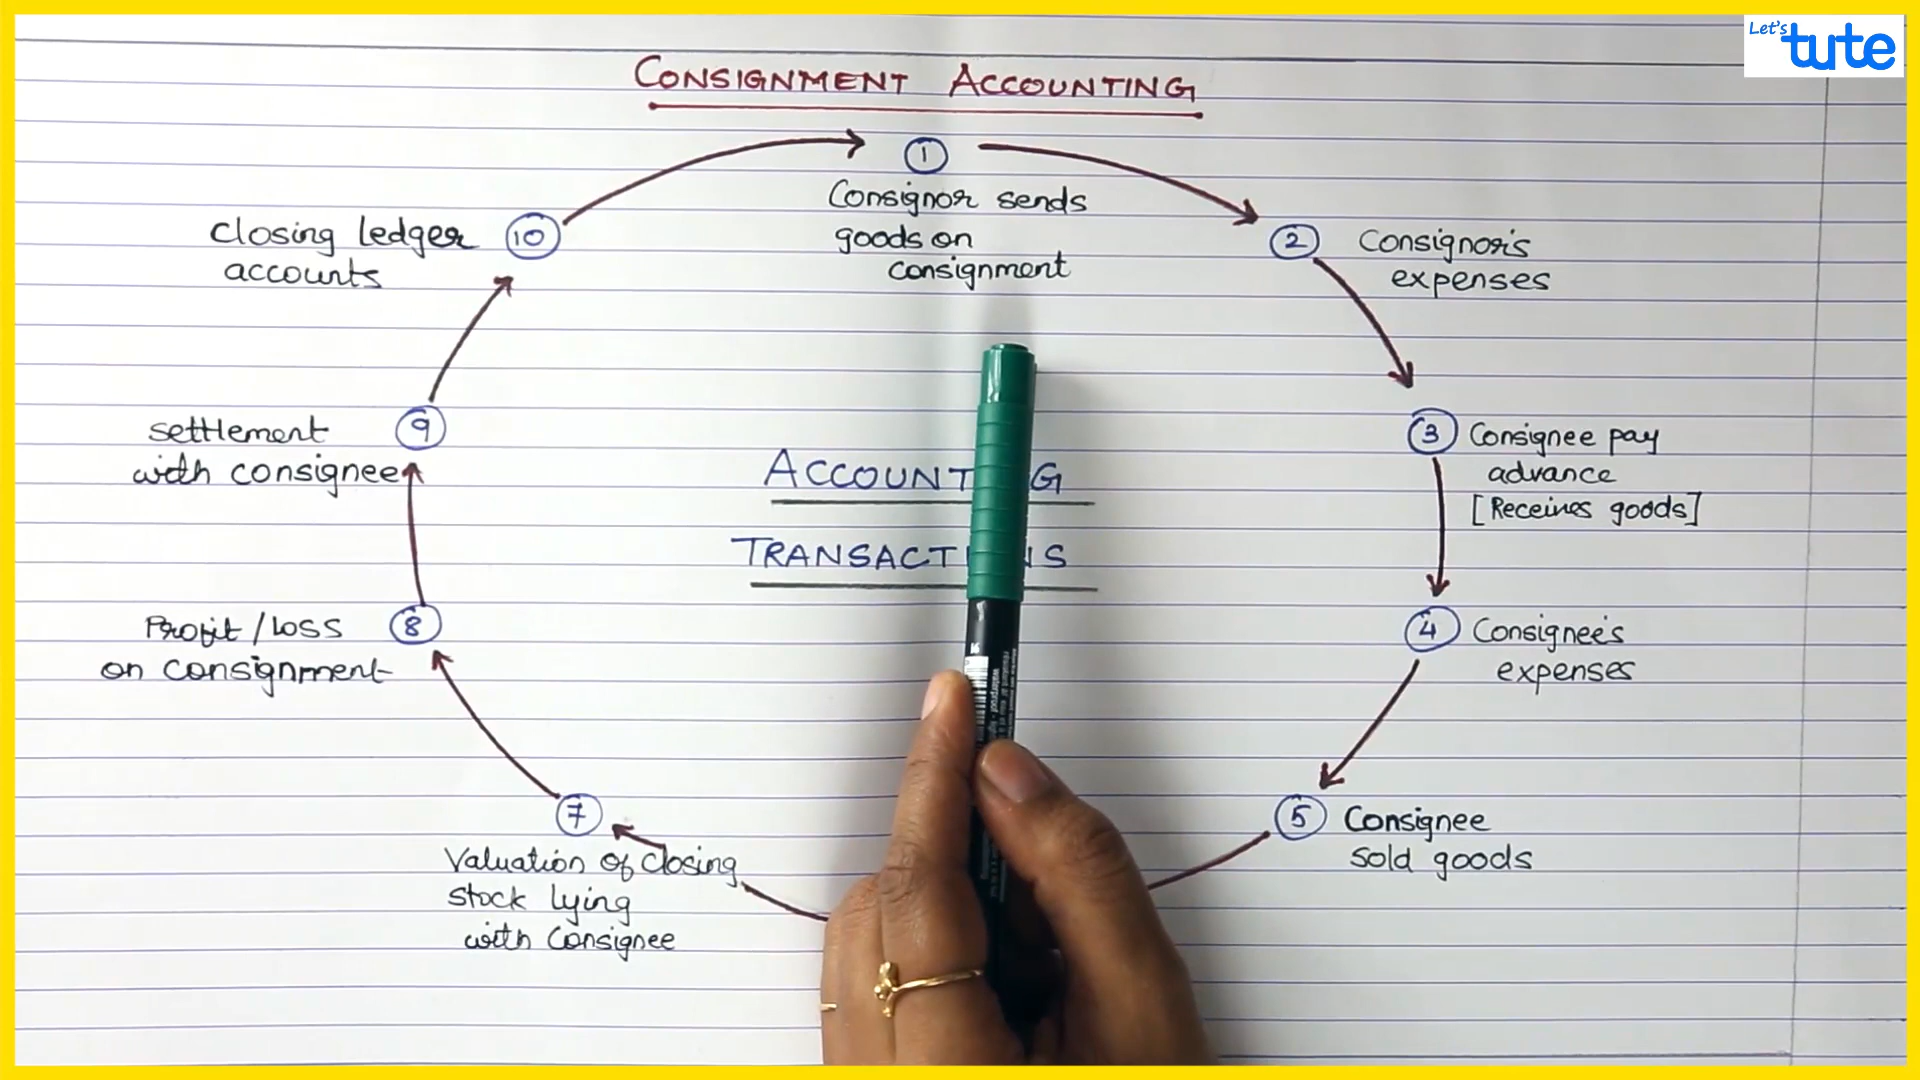 Let's
tute
CONSIGNMENT ACCOUNTING
1
Consignor sends
goods on
consignment
2 Consignor's
expenses
3 Consignee pay
advance
[Receives goods]
4 Consignee's
expenses
5 Consignee
sold goods
7
Valuation of closing
stock lying
with Consignee
8 Profit/Loss
on consignment
9 settlement
with consignee
10 closing ledger
accounts
waterproof
16